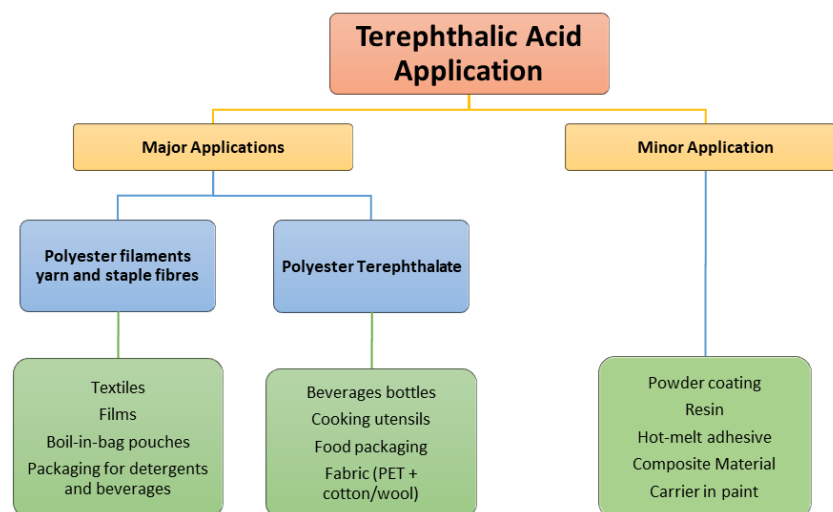 Terephthalic Acid
Application
Major Applications
Minor Application
Polyester filaments
yarn and staple fibres
Polyester Terephthalate
Textiles
Films
Boil-in-bag pouches
Packaging for detergents
and beverages
Beverages bottles
Cooking utensils
Food packaging
Fabric (PET +
cotton/wool)
Powder coating
Resin
Hot-melt adhesive
Composite Material
Carrier in paint